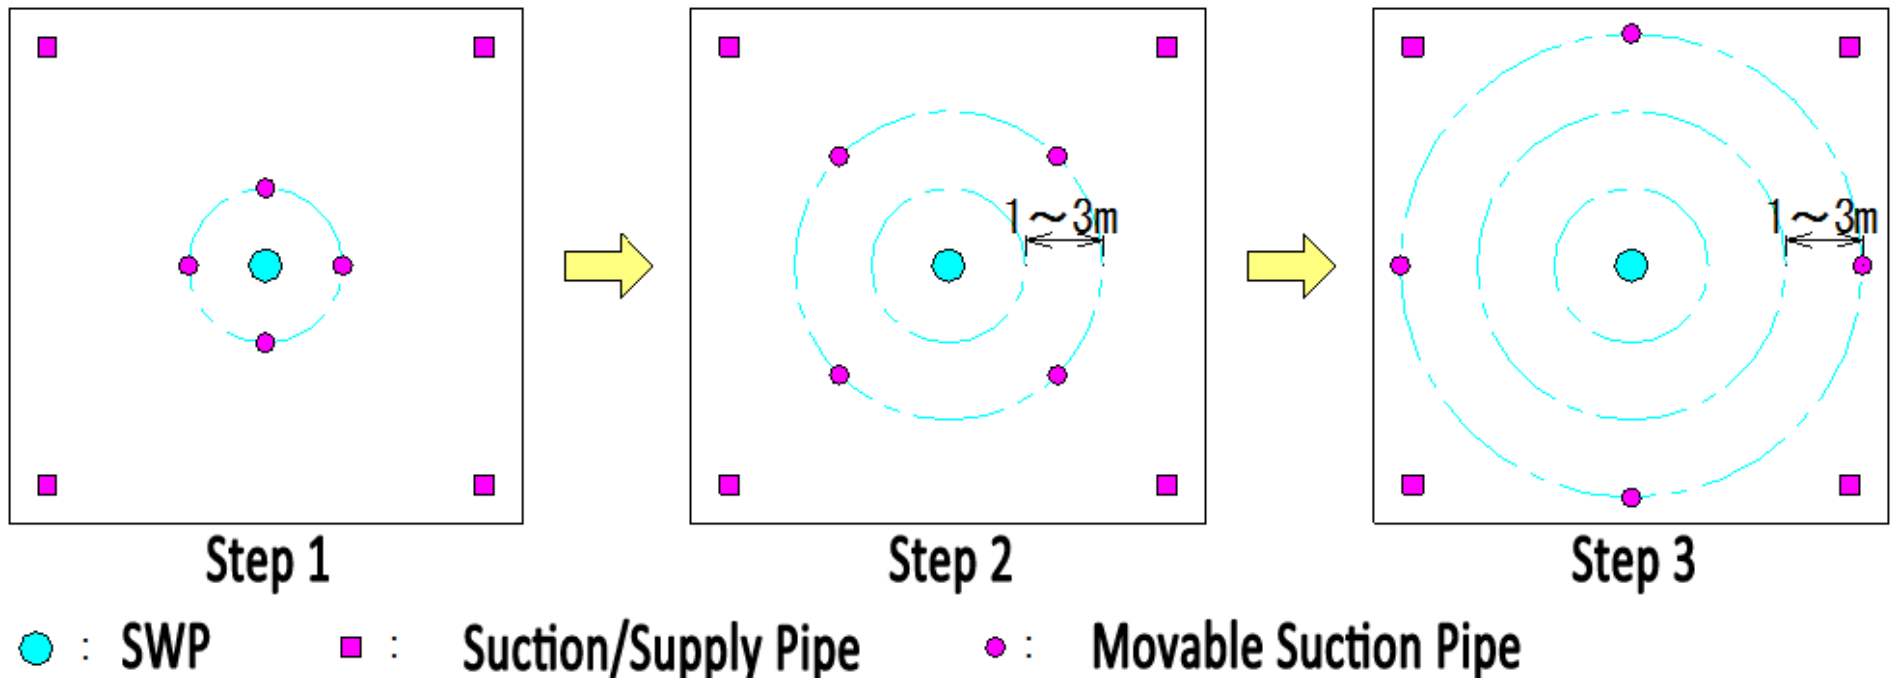 1～3m
1～3m
Step 1
Step 2
Step 3
: SWP
: Suction/Supply Pipe
: Movable Suction Pipe